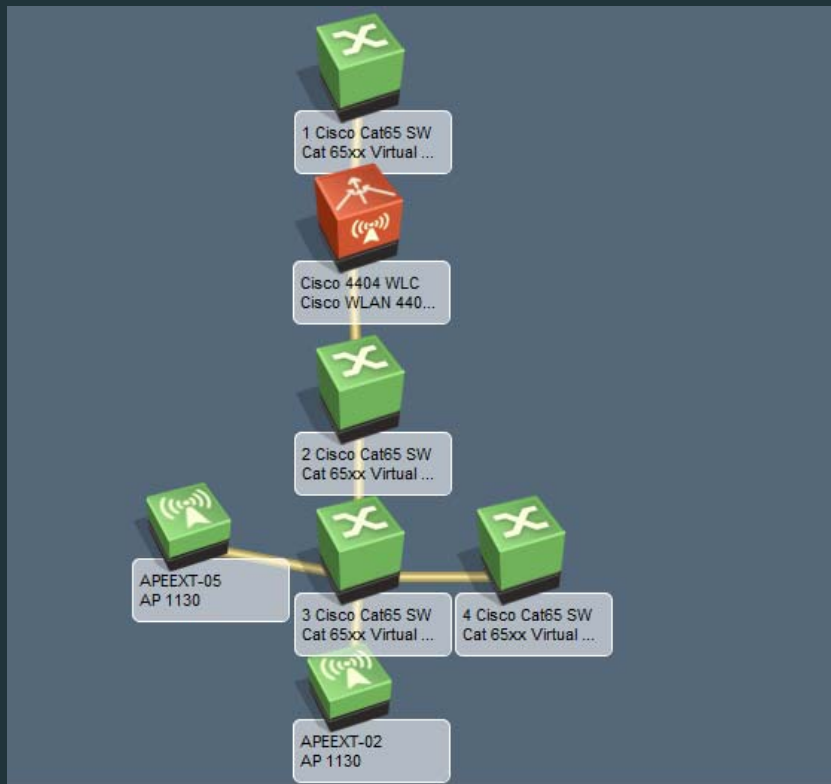 1 Cisco Cat65 SW
Cat 65xx Virtual ...
Cisco 4404 WLC
Cisco WLAN 440...
2 Cisco Cat65 SW
Cat 65xx Virtual ...
APEEXT-05
AP 1130
3 Cisco Cat65 SW
Cat 65xx Virtual ...
4 Cisco Cat65 SW
Cat 65xx Virtual ...
APEEXT-02
AP 1130